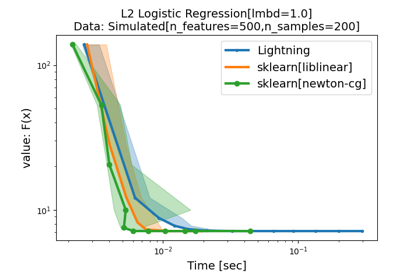 L2 Logistic Regression[lmbd=1.0]
Data: Simulated[n_features=500,n_samples=200]
Lightning
sklearn[liblinear]
sklearn[newton-cg]
value: F(x)
10²
10¹
10⁻²
10⁻¹
Time [sec]